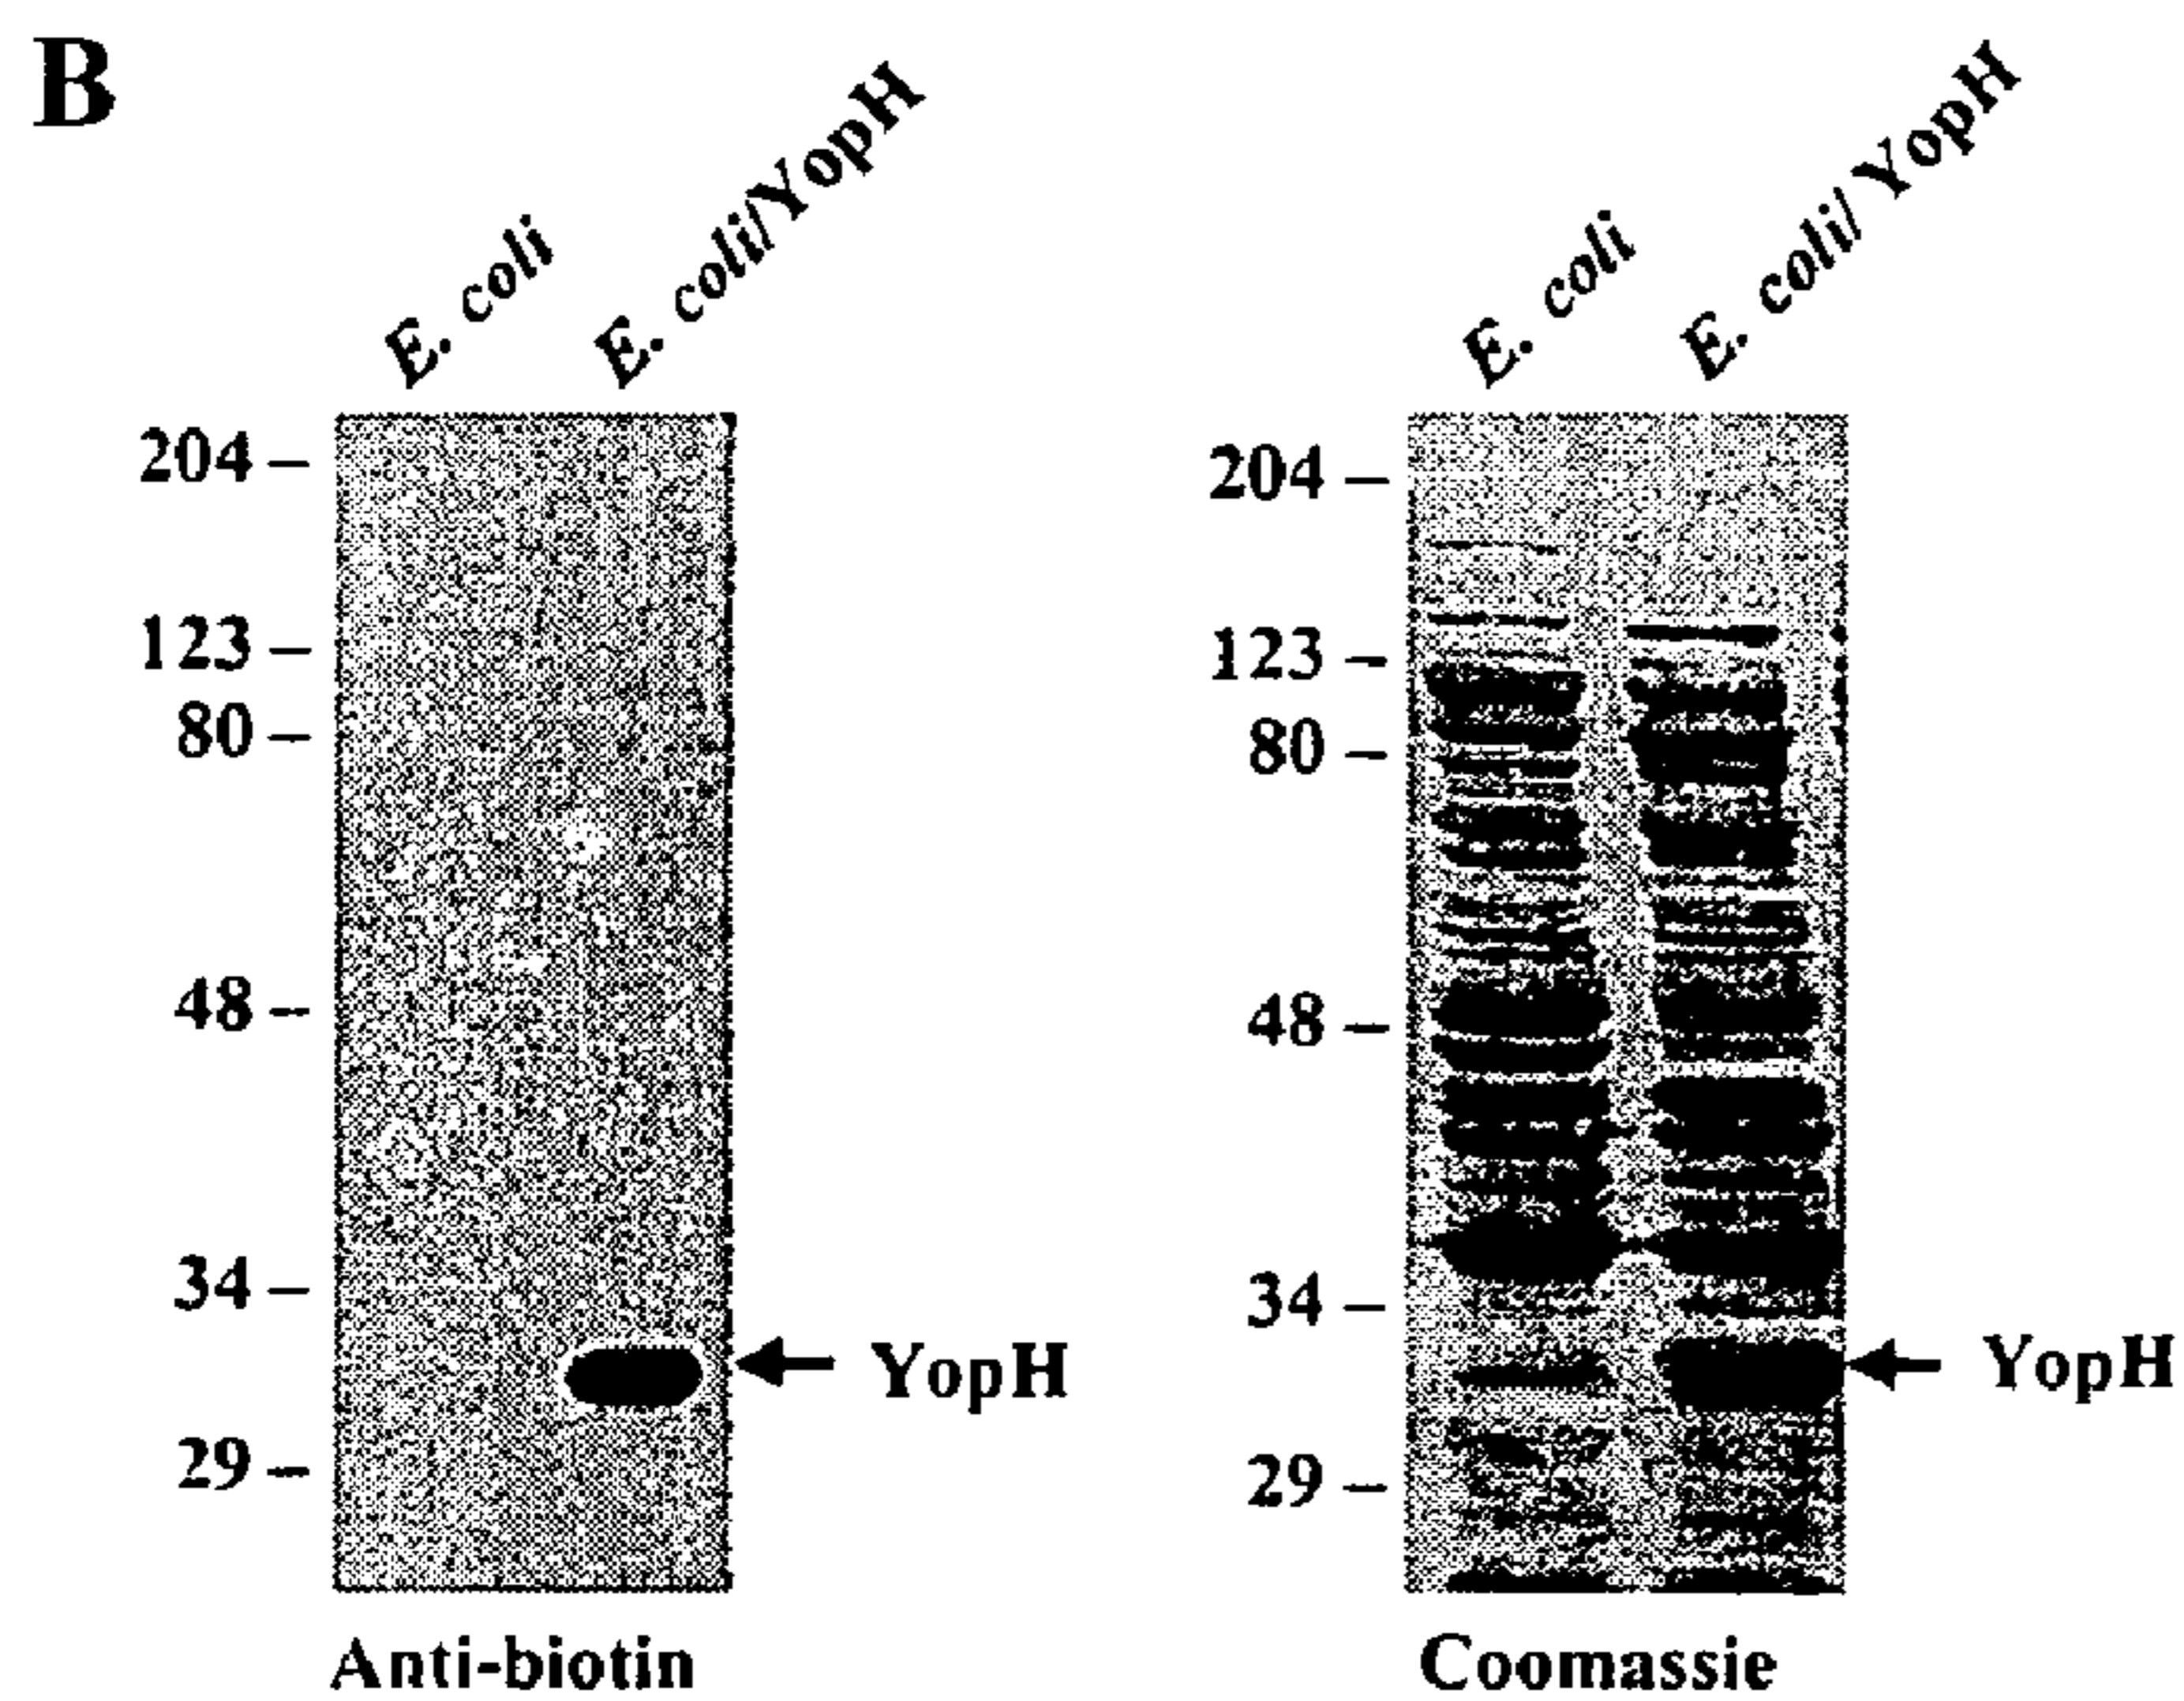 B
E. coli
E. coli/YopH
204
123
80
48
34
29
YopH
Anti-biotin
E. coli
E. coli/ YopH
204
123
80
48
34
29
YopH
Coomassie